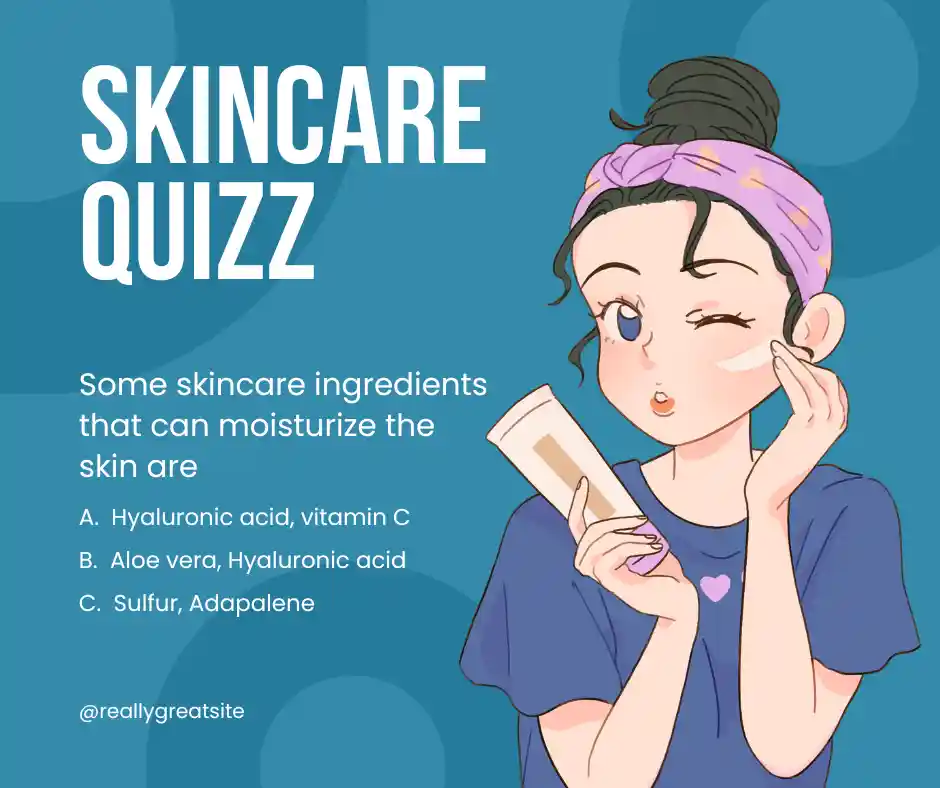 SKINCARE
QUIZZ
Some skincare ingredients
that can moisturize the
skin are
A. Hyaluronic acid, vitamin C
B. Aloe vera, Hyaluronic acid
C. Sulfur, Adapalene
@reallygreatsite